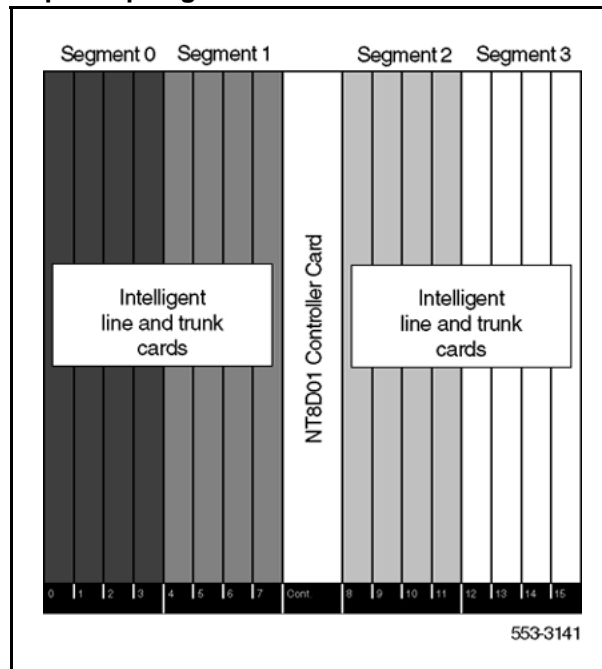 Segment 0 Segment 1 Segment 2 Segment 3
Intelligent
line and trunk
cards
NT8D01 Controller Card
Intelligent
line and trunk
cards
0 1 2 3 4 5 6 7 Cont. 8 9 10 11 12 13 14 15
553-3141